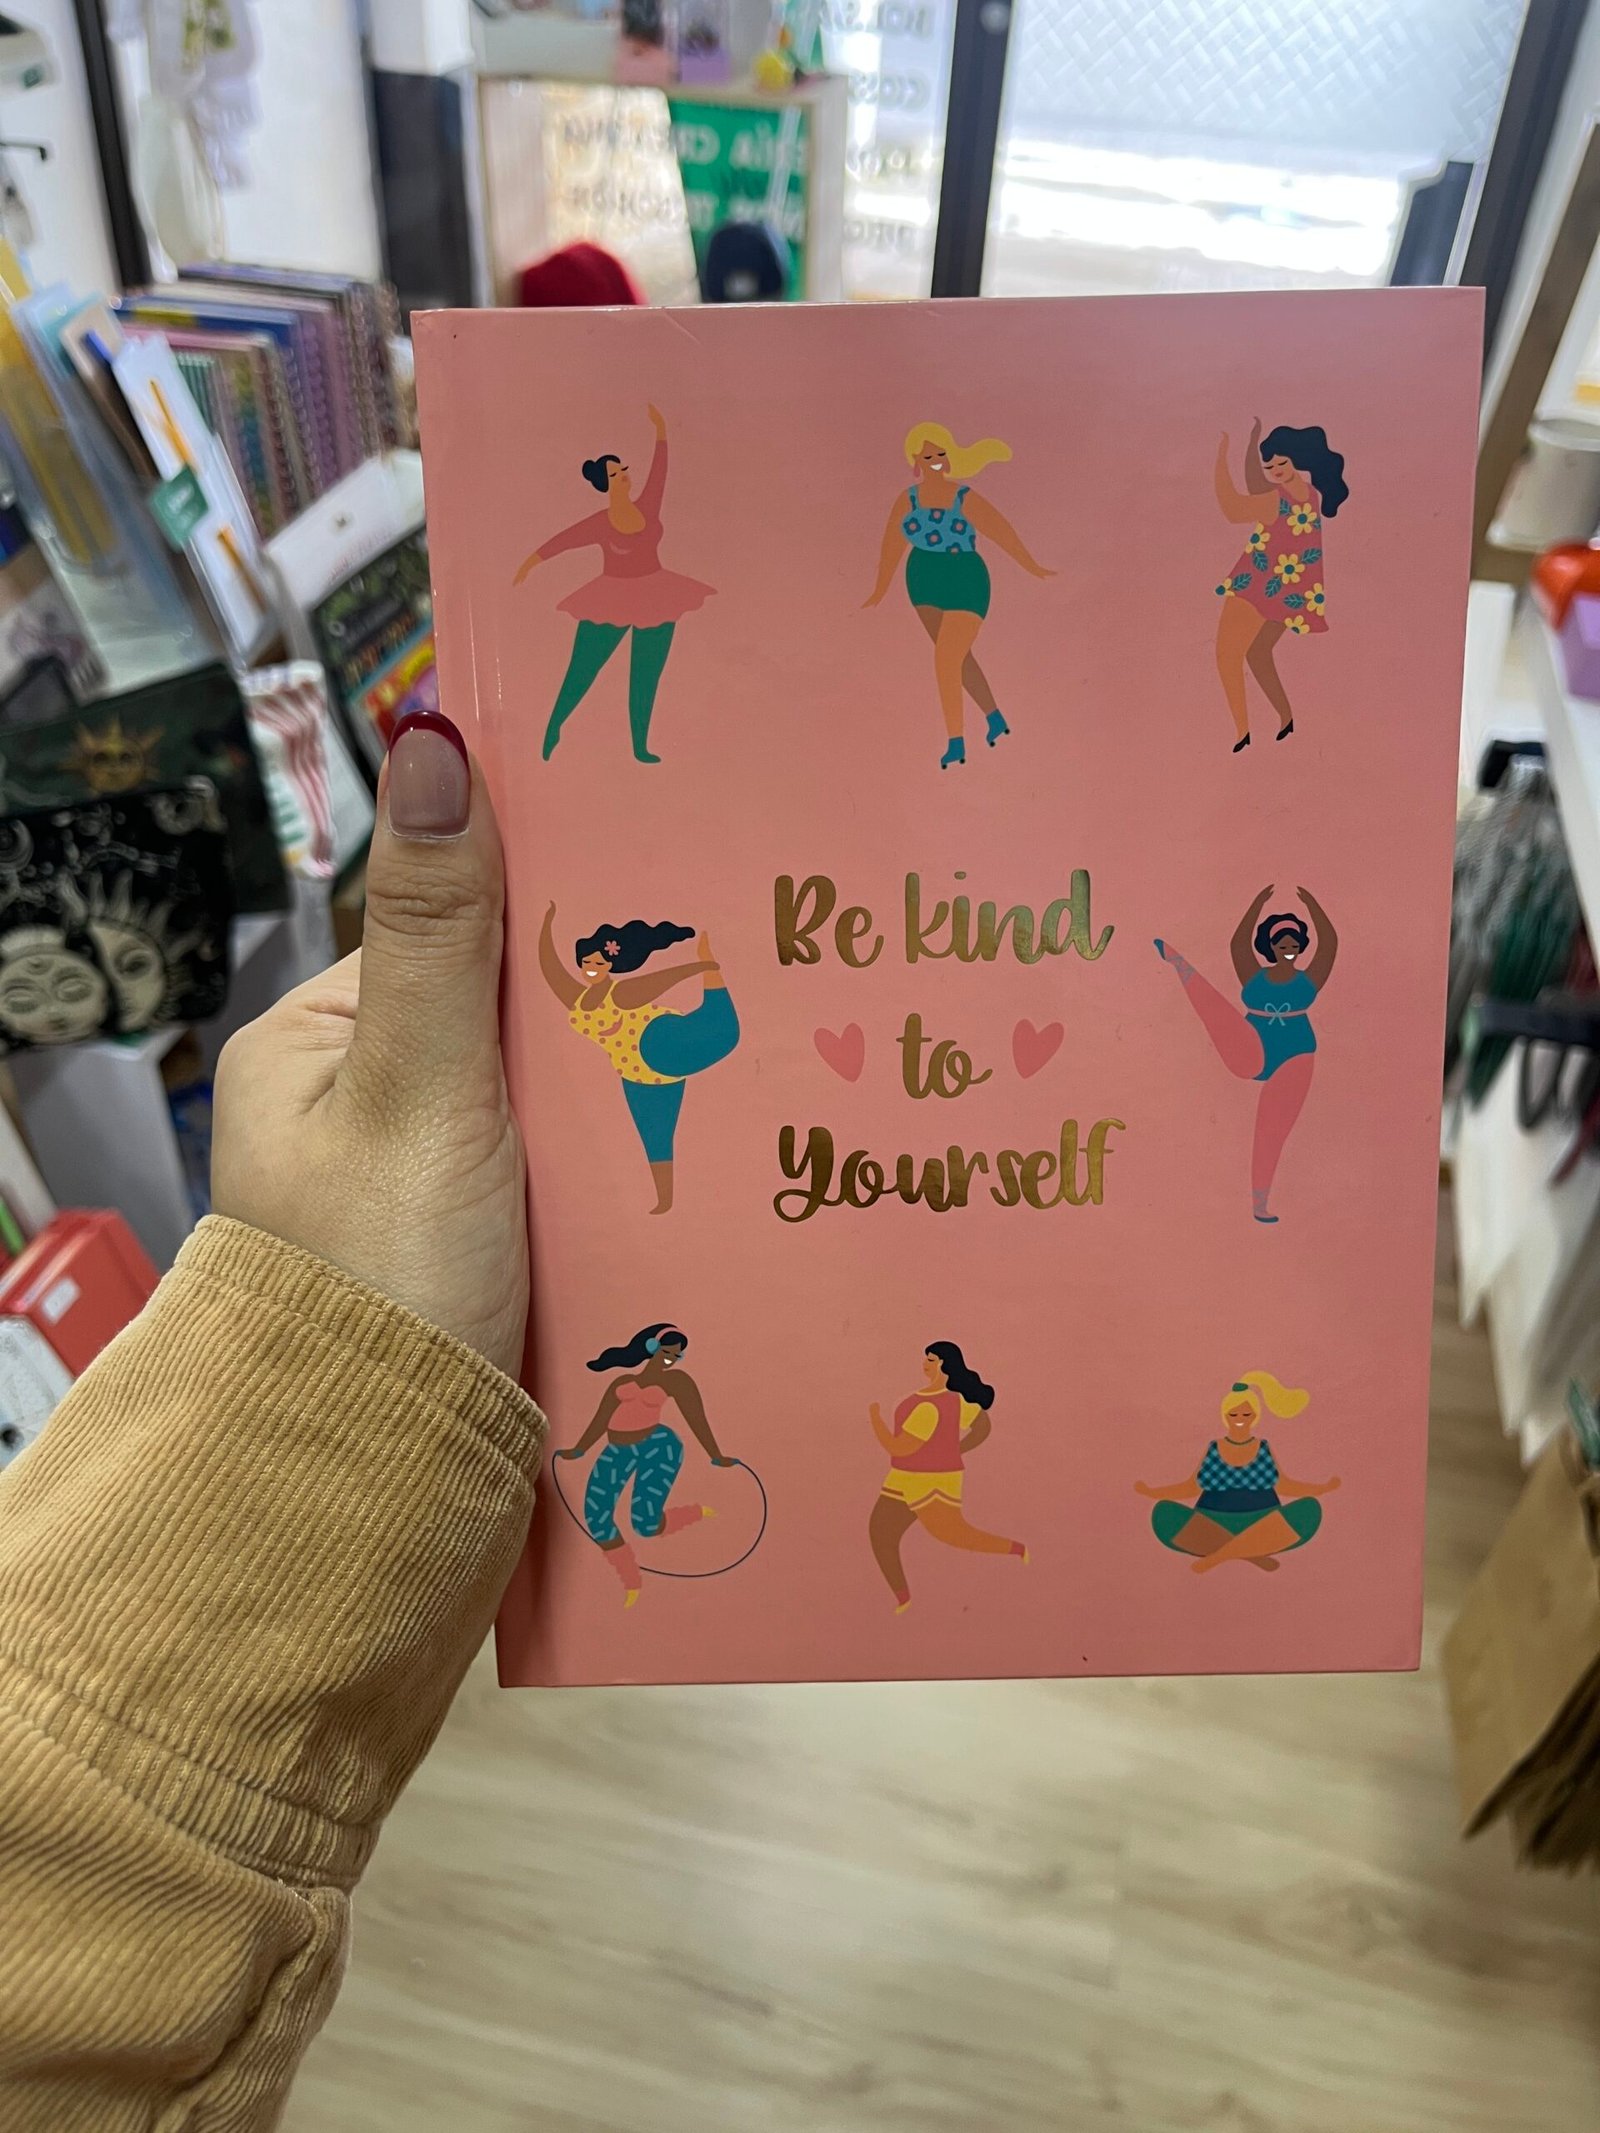 Be kind
to
Yourself